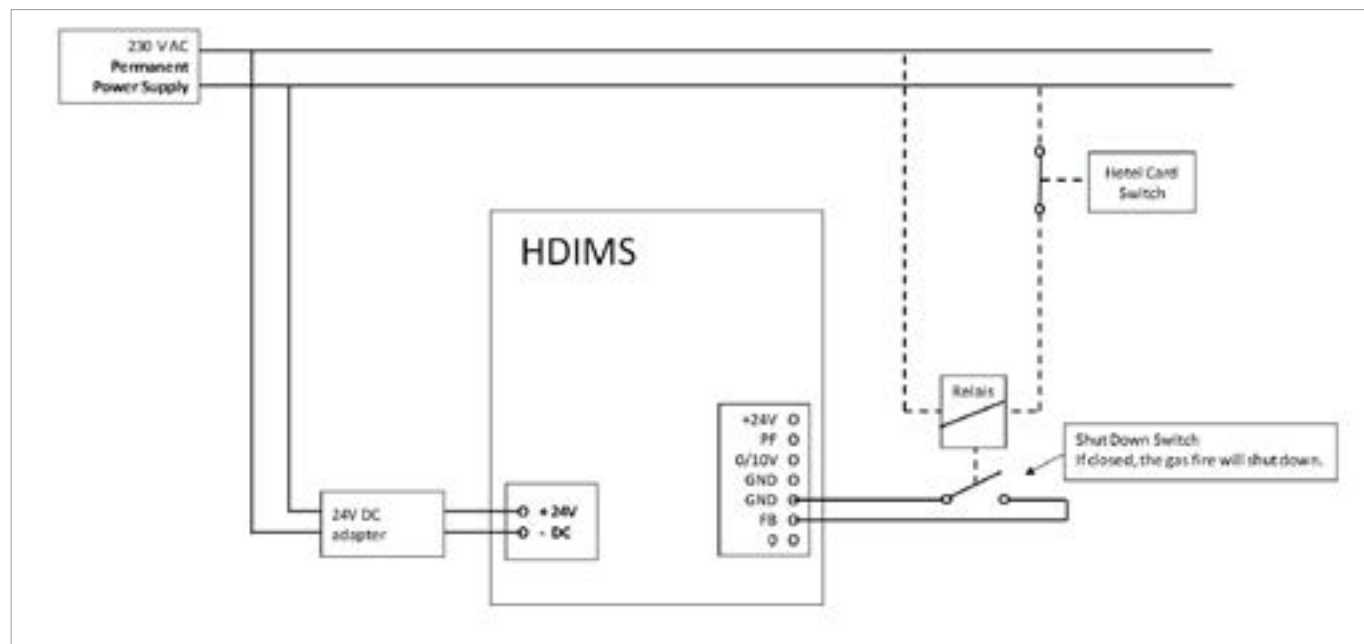 230 V AC
Permanent
Power Supply
Hotel Card
Switch
HDIMS
Relais
+24V
PF
0/10V
GND
GND
FB
0
Shut Down Switch
If closed, the gas fire will shut down.
24V DC
adapter
+ 24V
- DC